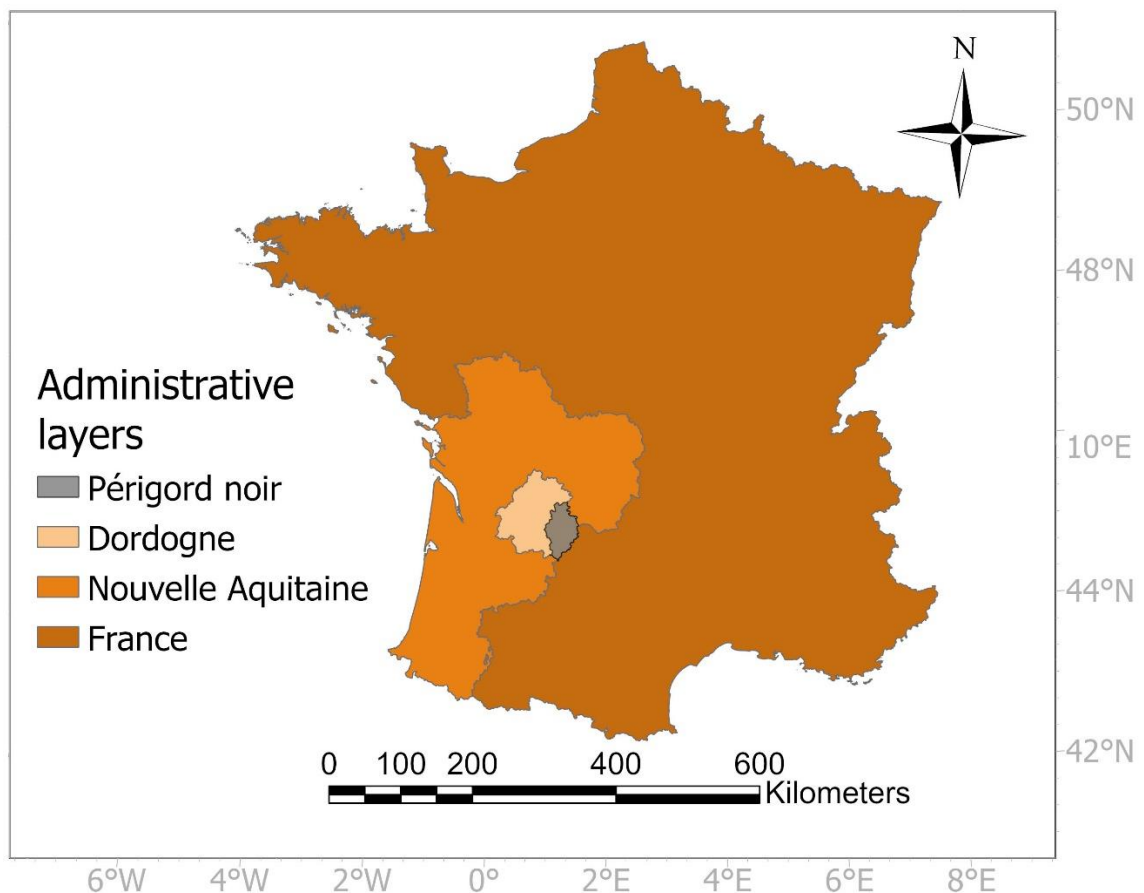 N
50°N
48°N
10°E
44°N
42°N
Administrative
layers
Périgord noir
Dordogne
Nouvelle Aquitaine
France
0 100 200 400 600
Kilometers
6°W 4°W 2°W 0° 2°E 4°E 6°E 8°E